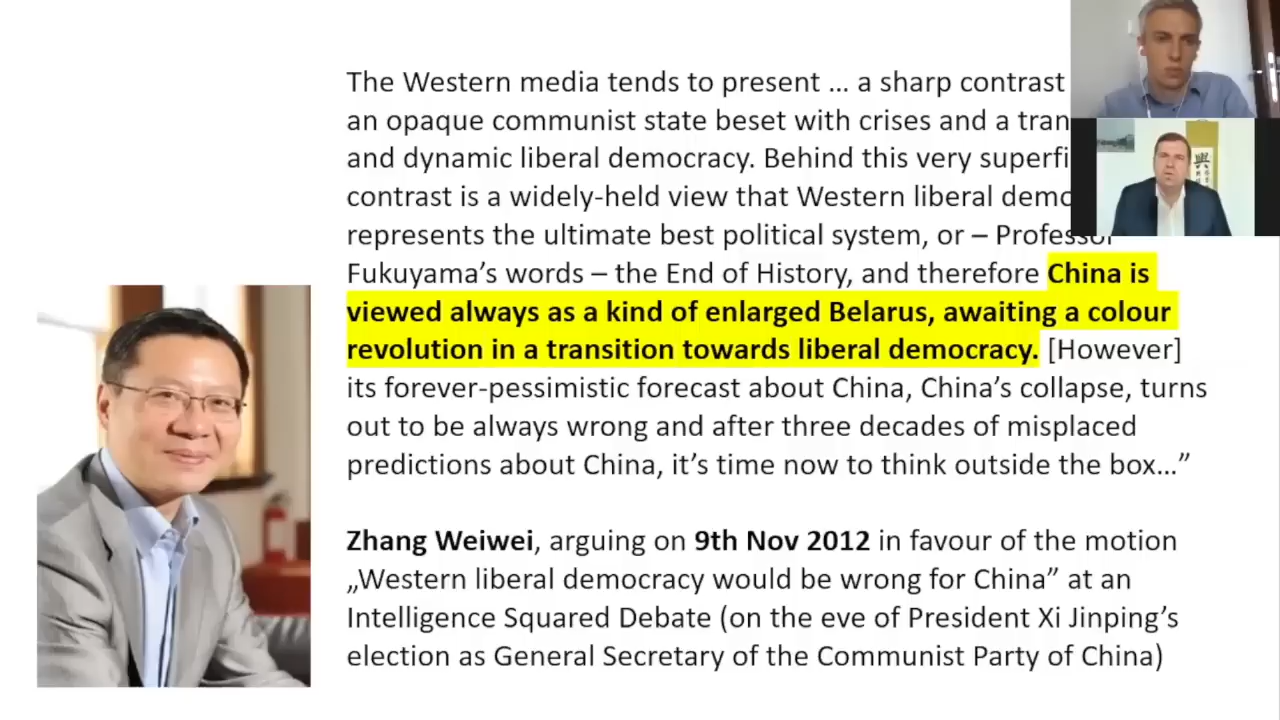 The Western media tends to present … a sharp contrast
an opaque communist state beset with crises and a tran
and dynamic liberal democracy. Behind this very superfi
contrast is a widely-held view that Western liberal demo
represents the ultimate best political system, or – Professor
Fukuyama’s words – the End of History, and therefore China is
viewed always as a kind of enlarged Belarus, awaiting a colour
revolution in a transition towards liberal democracy. [However]
its forever-pessimistic forecast about China, China’s collapse, turns
out to be always wrong and after three decades of misplaced
predictions about China, it’s time now to think outside the box…”
Zhang Weiwei, arguing on 9th Nov 2012 in favour of the motion
„Western liberal democracy would be wrong for China” at an
Intelligence Squared Debate (on the eve of President Xi Jinping’s
election as General Secretary of the Communist Party of China)